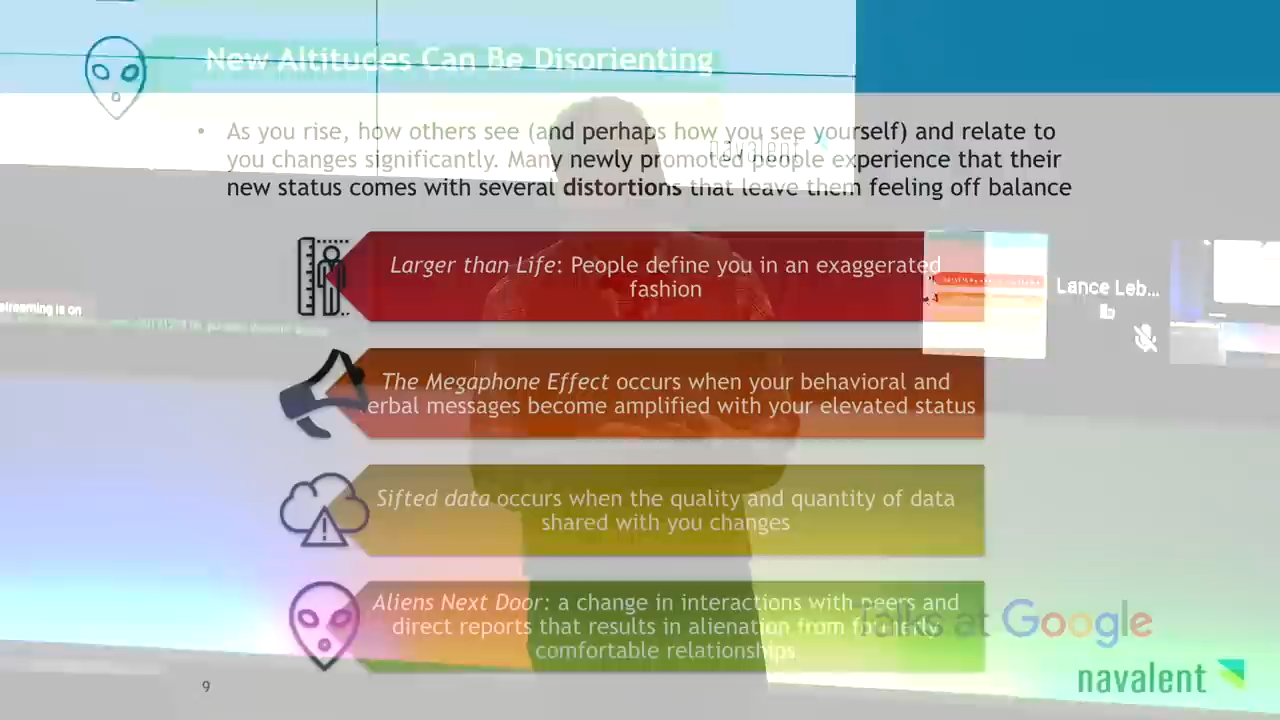 New Altitudes Can Be Disorienting
• As you rise, how others see (and perhaps how you see yourself) and relate to
you changes significantly. Many newly promoted people experience that their
new status comes with several distortions that leave them feeling off balance
navalent
Larger than Life: People define you in an exaggerated
fashion
Lance Leb...
streaming is on
The Megaphone Effect occurs when your behavioral and
erbal messages become amplified with your elevated status
Sifted data occurs when the quality and quantity of data
shared with you changes
Aliens Next Door: a change in interactions with peers and
direct reports that results in alienation from formerly
comfortable relationships
Talks at Google
navalent
9